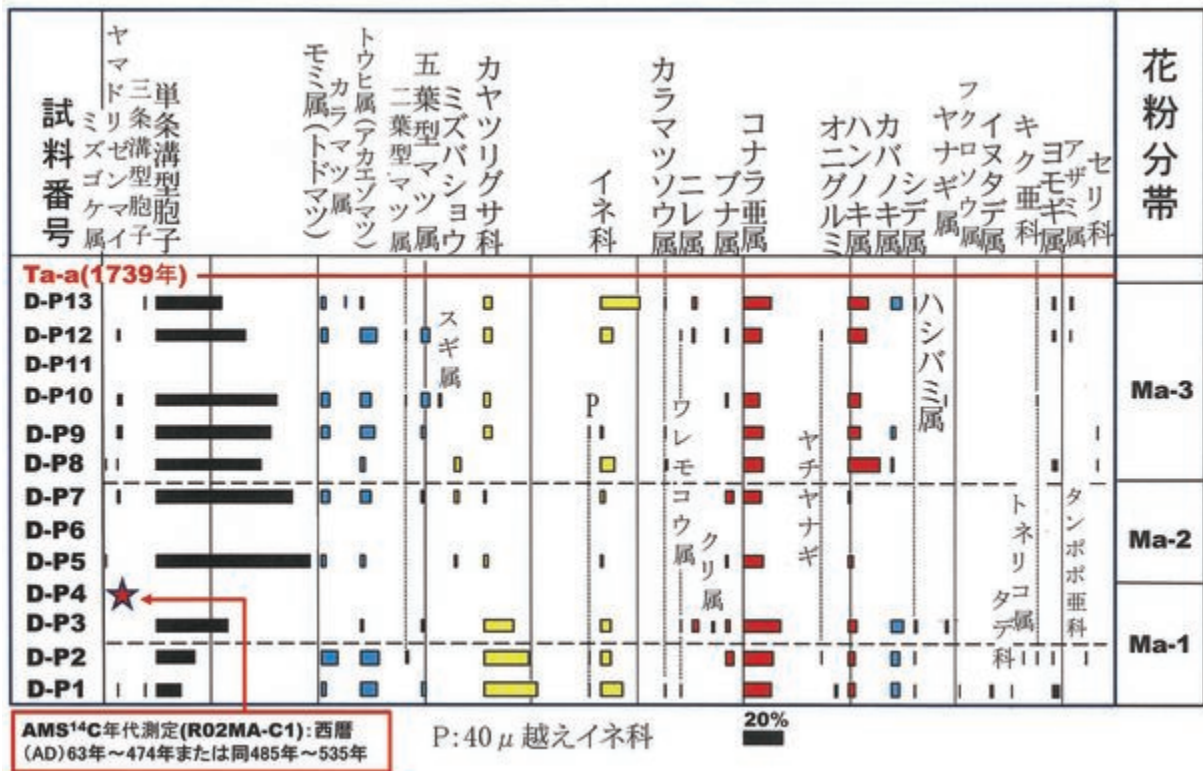 試料番号
ミズゴケ属
ヤマドリゼンマイ
三条溝型胞子
単条溝型胞子
モミ属(トドマツ)
カラマツ属
トウヒ属(アカエゾマツ)
二葉型マツ属
五葉型マツ属
ミズバショウ
カヤツリグサ科
イネ科
カラマツソウ属
ニレ属
ブナ属
コナラ亜属
オニグルミ
ハンノキ属
カバノキ属
シデ属
ヤナギ属
フクロソウ属
イヌタデ属
キク亜科
ヨモギ属
アザミ属
セリ科
花粉分帯
Ta-a(1739年)
D-P13
D-P12
D-P11
D-P10
D-P9
D-P8
D-P7
D-P6
D-P5
D-P4
D-P3
D-P2
D-P1
スギ属
P
ワレモコウ属
クリ属
ヤチヤナギ
ハシバミ属
タデ科
トネリコ属
タンポポ亜科
Ma-3
Ma-2
Ma-1
AMS¹⁴C年代測定(R02MA-C1):西暦
(AD)63年～474年または同485年～535年
P:40μ越えイネ科
20%